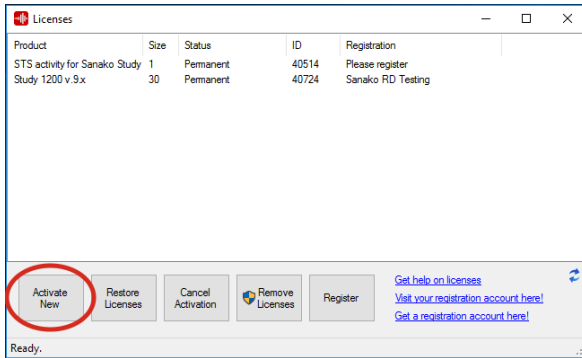 Licenses
Product Size Status ID Registration
STS activity for Sanako Study 1 Permanent 40514 Please register
Study 1200 v.9.x 30 Permanent 40724 Sanako RD Testing
Activate New
Restore Licenses
Cancel Activation
Remove Licenses
Register
Get help on licenses
Visit your registration account here!
Get a registration account here!
Ready.